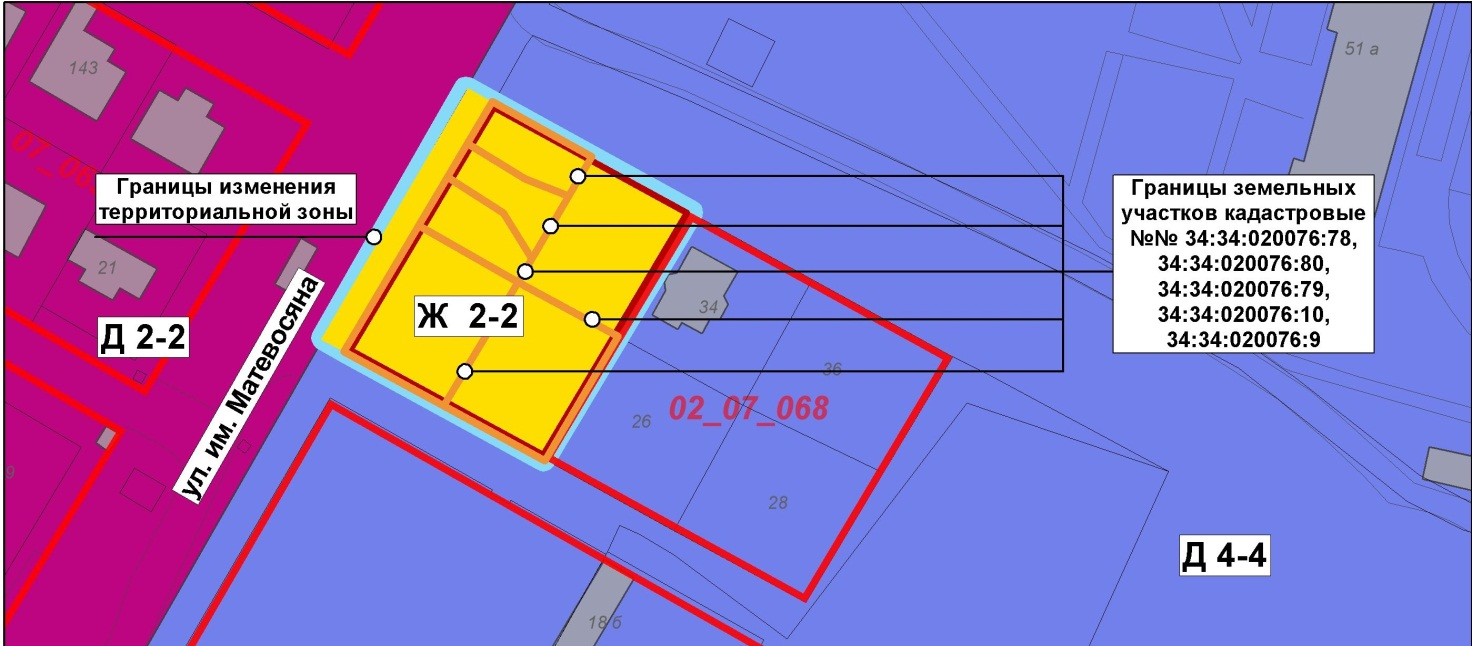 51 а
143
07_06
Границы изменения
территориальной зоны
Границы земельных
участков кадастровые
№№ 34:34:020076:78,
34:34:020076:80,
34:34:020076:79,
34:34:020076:10,
34:34:020076:9
21
Д 2-2
ул. им. Матевосяна
Ж 2-2
34
36
26
02_07_068
28
9
Д 4-4
18 б